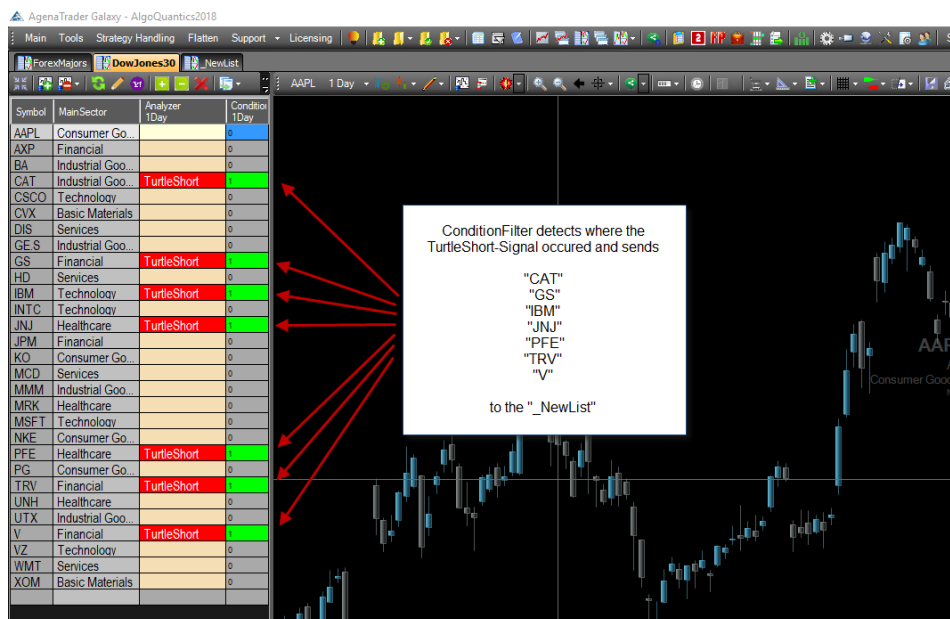 AgenaTrader Galaxy - AlgoQuantics2018
Main Tools Strategy Handling Flatten Support Licensing
ForexMajors DowJones30 _NewList
AAPL 1 Day
Symbol MainSector Analyzer 1Day Condition 1Day
AAPL Consumer Go... 0
AXP Financial 0
BA Industrial Goo... 0
CAT Industrial Goo... TurtleShort 1
CSCO Technology 0
CVX Basic Materials 0
DIS Services 0
GE.S Industrial Goo... 0
GS Financial TurtleShort 1
HD Services 0
IBM Technology TurtleShort 1
INTC Technology 0
JNJ Healthcare TurtleShort 1
JPM Financial 0
KO Consumer Go... 0
MCD Services 0
MMM Industrial Goo... 0
MRK Healthcare 0
MSFT Technology 0
NKE Consumer Go... 0
PFE Healthcare TurtleShort 1
PG Consumer Go... 0
TRV Financial TurtleShort 1
UNH Healthcare 0
UTX Industrial Goo... 0
V Financial TurtleShort 1
VZ Technology 0
WMT Services 0
XOM Basic Materials 0
ConditionFilter detects where the
TurtleShort-Signal occured and sends
"CAT"
"GS"
"IBM"
"JNJ"
"PFE"
"TRV"
"V"
to the "_NewList"
AAP
Consumer Good